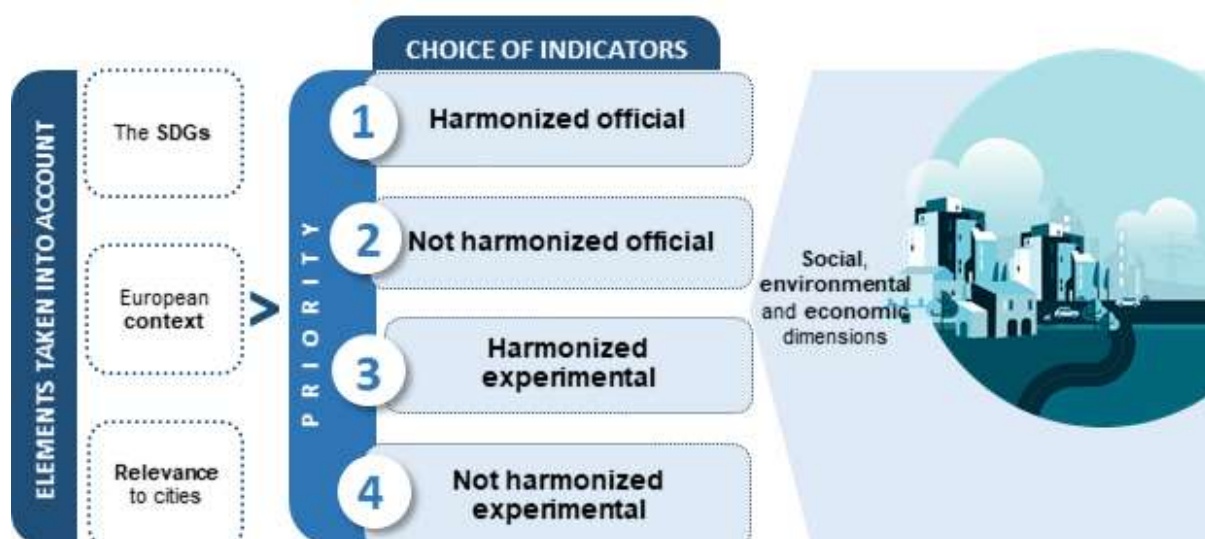 CHOICE OF INDICATORS
ELEMENTS TAKEN INTO ACCOUNT
The SDGs
European
context
Relevance
to cities
>
PRIORITY
1
Harmonized official
2
Not harmonized official
3
Harmonized
experimental
4
Not harmonized
experimental
Social,
environmental
and economic
dimensions